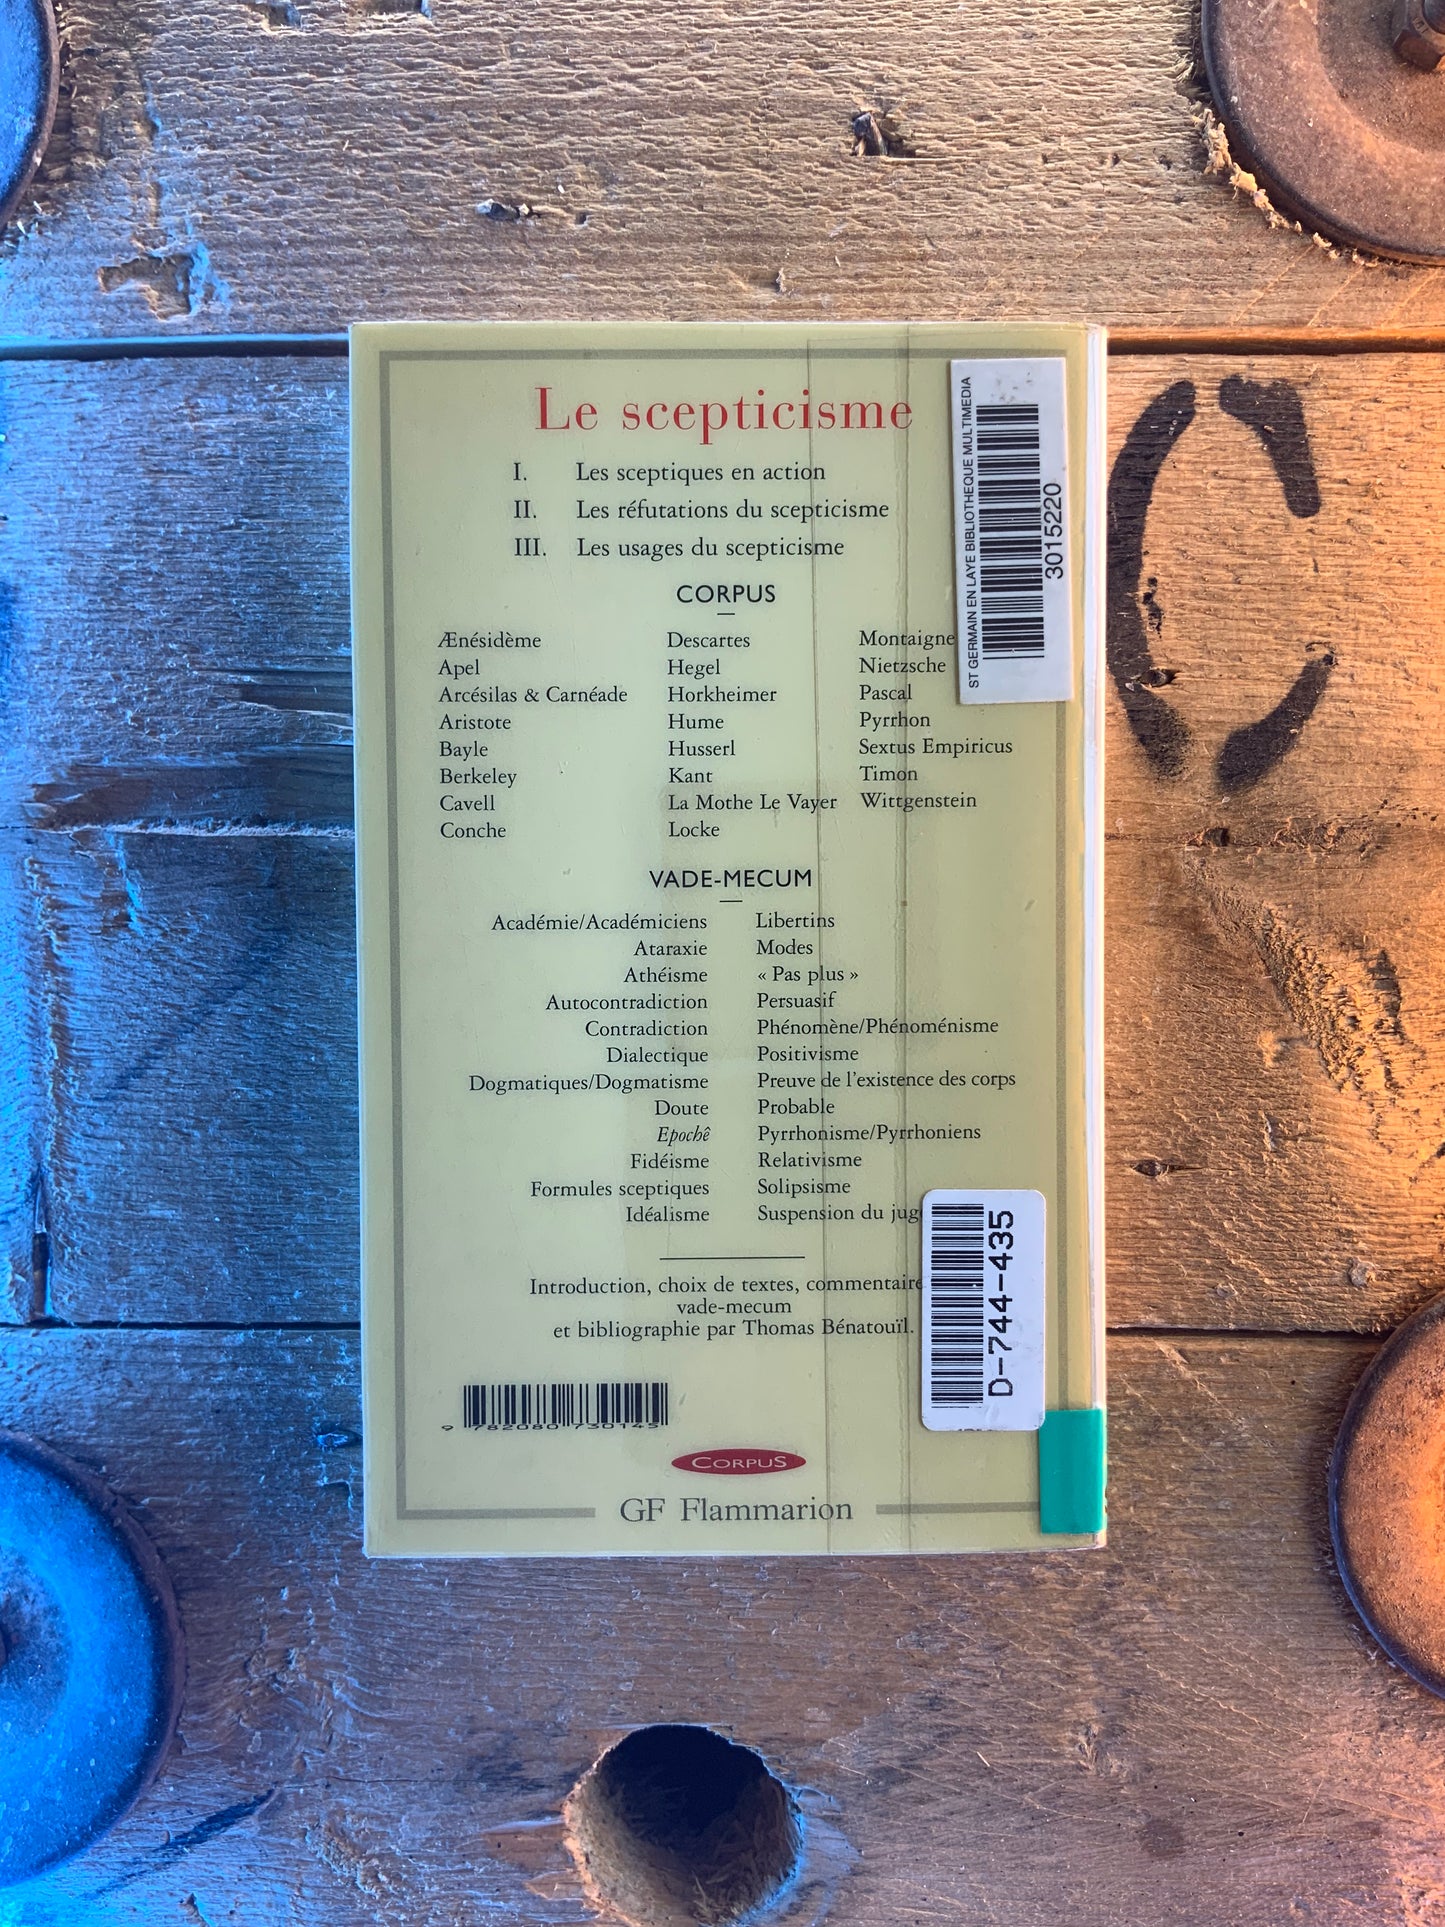 Le scepticisme
I. Les sceptiques en action
II. Les réfutations du scepticisme
III. Les usages du scepticisme
CORPUS
Ænésidème
Apel
Arcésilas & Carnéade
Aristote
Bayle
Berkeley
Cavell
Conche
Descartes
Hegel
Horkheimer
Hume
Husserl
Kant
La Mothe Le Vayer
Locke
Montaigne
Nietzsche
Pascal
Pyrrhon
Sextus Empiricus
Timon
Wittgenstein
VADE-MECUM
Académie/Académiciens
Ataraxie
Athéisme
Autocontradiction
Contradiction
Dialectique
Dogmatiques/Dogmatisme
Doute
Epochê
Fidéisme
Formules sceptiques
Idéalisme
Libertins
Modes
« Pas plus »
Persuasif
Phénomène/Phénoménisme
Positivisme
Preuve de l'existence des corps
Probable
Pyrrhonisme/Pyrrhoniens
Relativisme
Solipsisme
Suspension du
Introduction, choix de textes, commentaire
vade-mecum
et bibliographie par Thomas Bénatouïl.
9 782080 730145
CORPUS
GF Flammarion
ST GERMAIN EN LAYE BIBLIOTHEQUE MULTIMEDIA
3015220
D-744-435